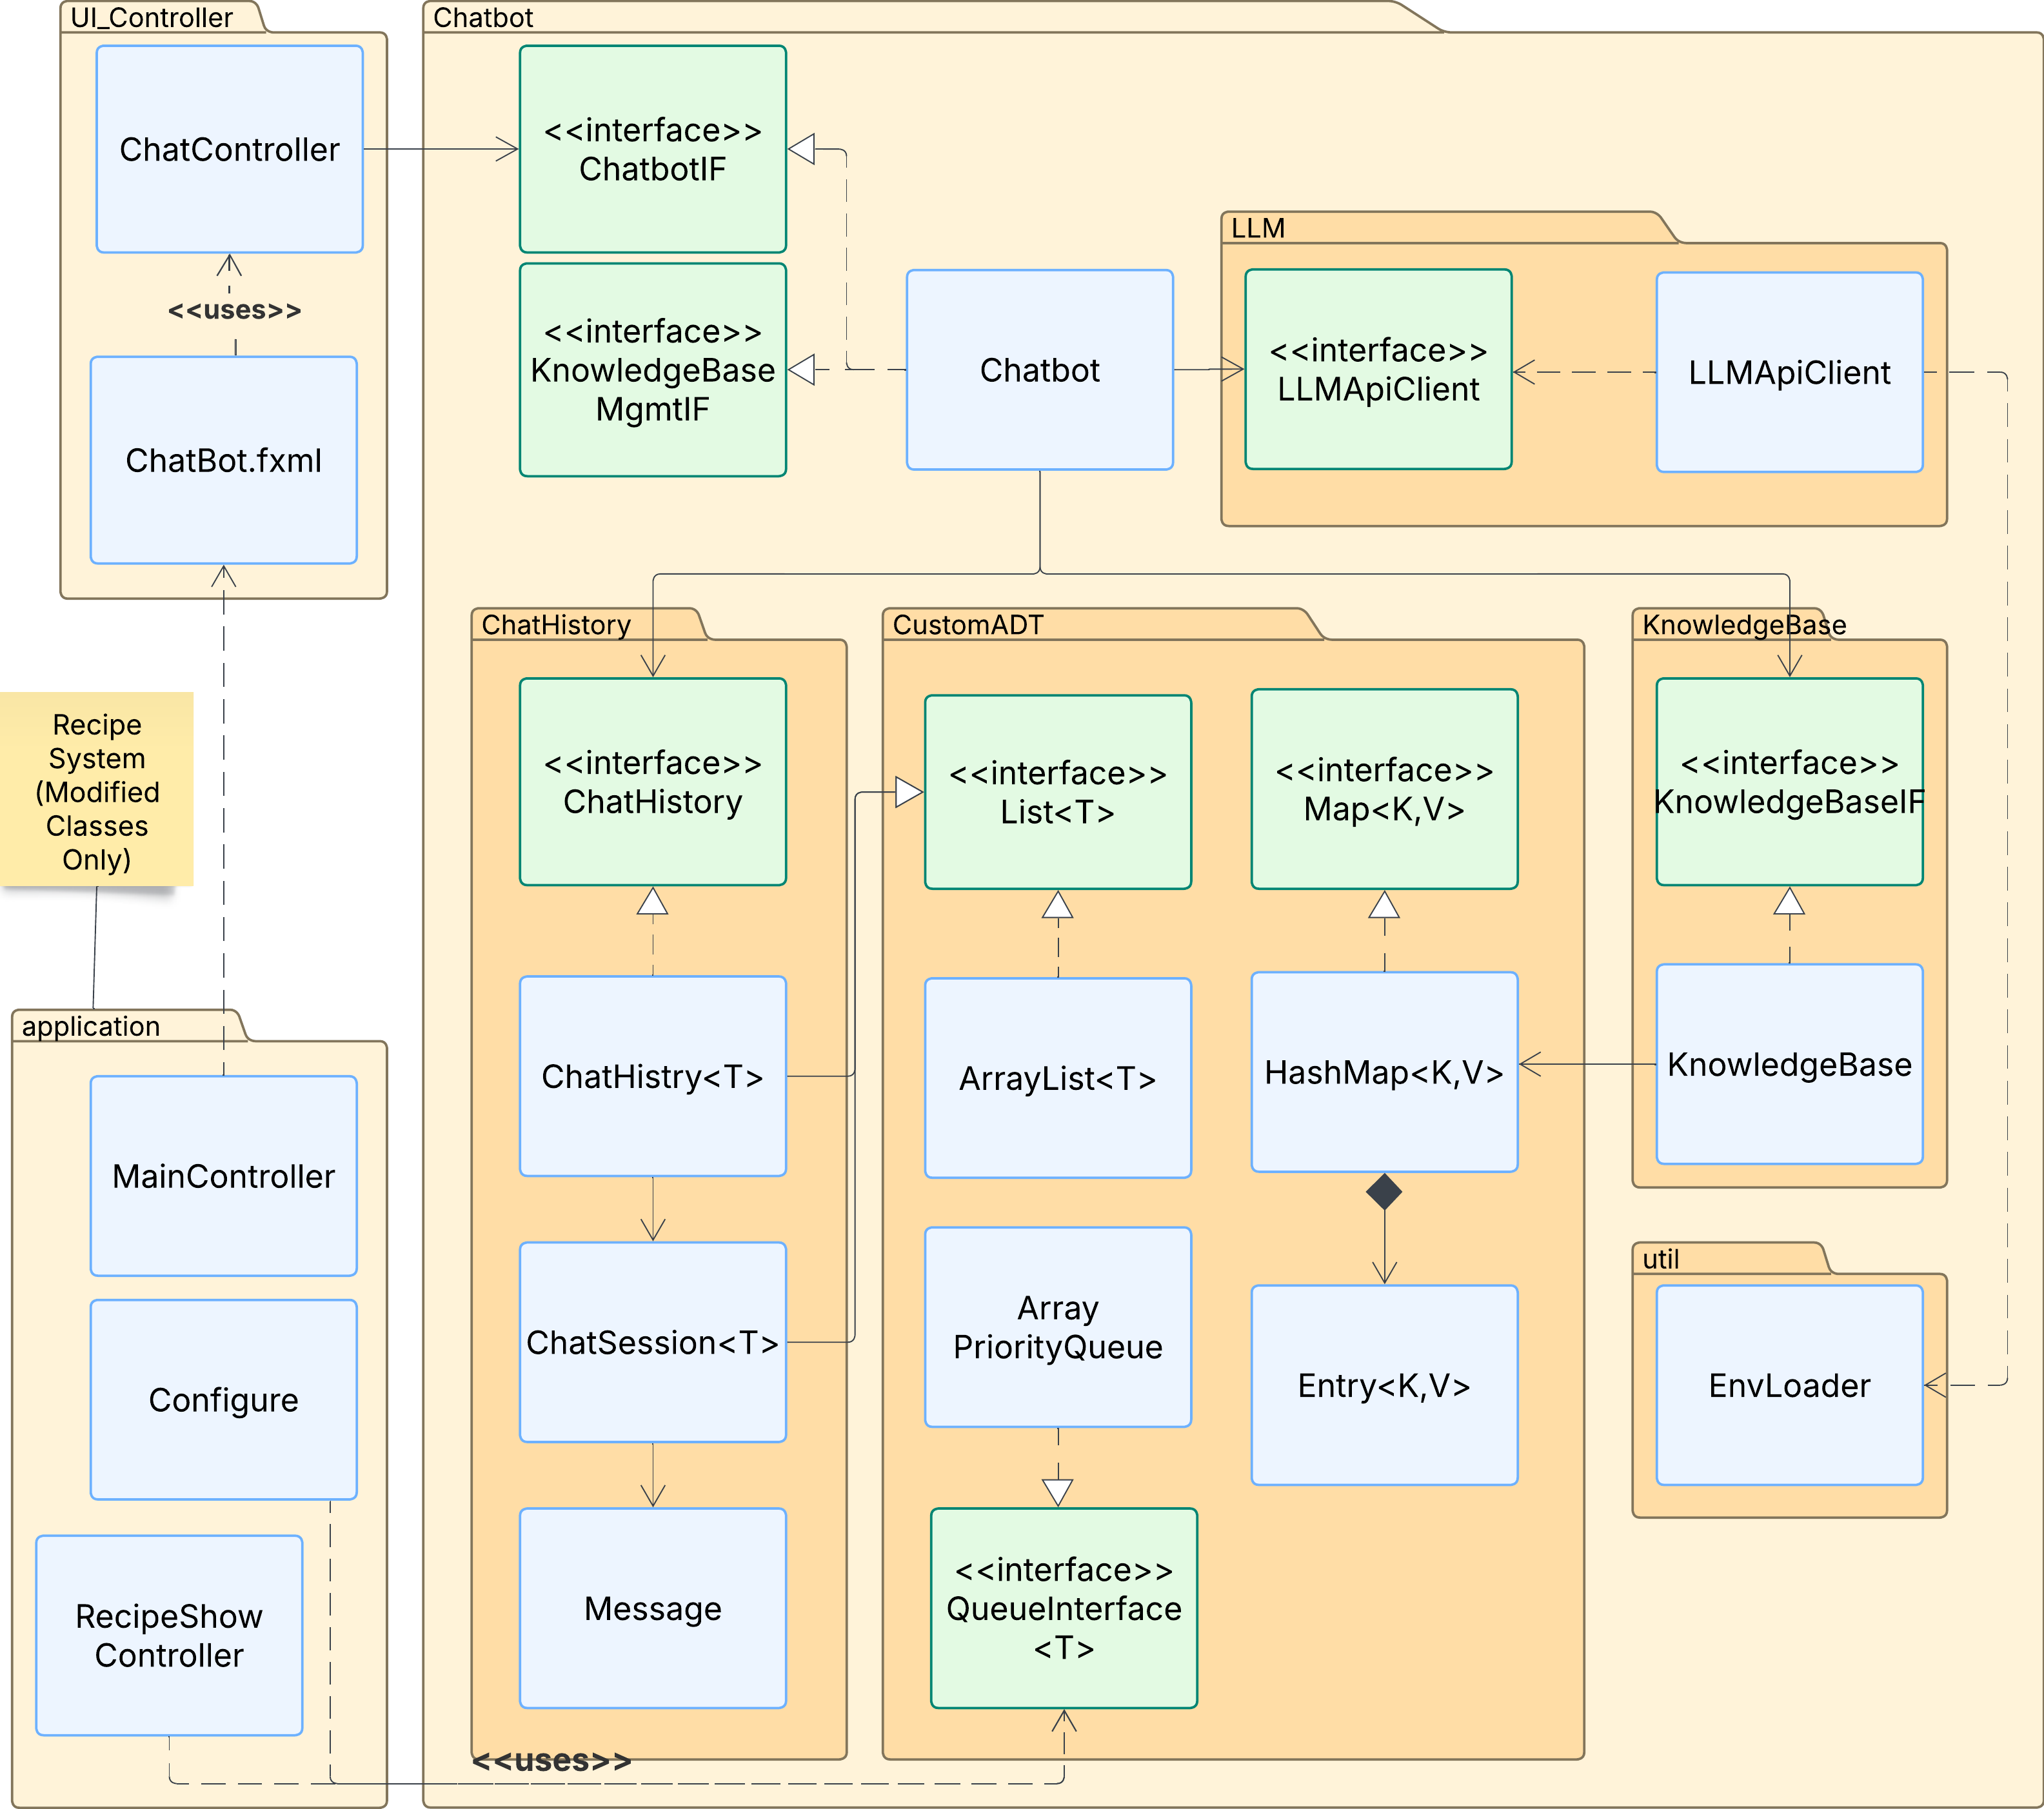 UI_Controller
ChatController
<<uses>>
ChatBot.fxml
Chatbot
<<interface>>
ChatbotIF
<<interface>>
KnowledgeBase
MgmtIF
Chatbot
LLM
<<interface>>
LLMApiClient
LLMApiClient
Recipe
System
(Modified
Classes
Only)
application
MainController
Configure
RecipeShow
Controller
<<uses>>
ChatHistory
<<interface>>
ChatHistory
ChatHistry<T>
ChatSession<T>
Message
CustomADT
<<interface>>
List<T>
<<interface>>
Map<K,V>
ArrayList<T>
HashMap<K,V>
Array
PriorityQueue
Entry<K,V>
<<interface>>
QueueInterface
<T>
KnowledgeBase
<<interface>>
KnowledgeBaseIF
KnowledgeBase
util
EnvLoader